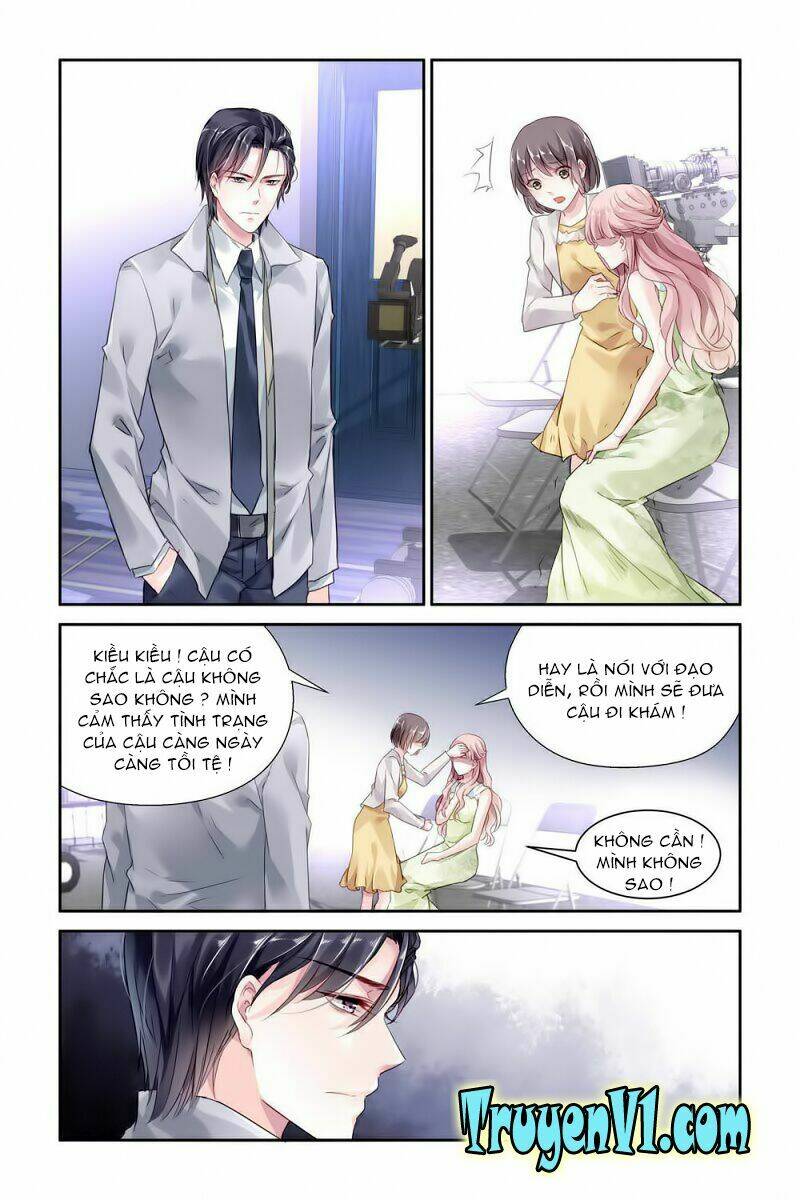 KIỀU KIỀU ! CẬU CÓ
CHẮC LÀ CẬU KHÔNG
SAO KHÔNG ? MÌNH
CẢM THẤY TÌNH TRẠNG
CỦA CẬU CÀNG NGÀY
CÀNG TỒI TỆ !
HAY LÀ NÓI VỚI ĐẠO
DIỄN, RỒI MÌNH SẼ ĐƯA
CẬU ĐI KHÁM !
KHÔNG CẦN !
MÌNH KHÔNG
SAO !
TruyenV1.com